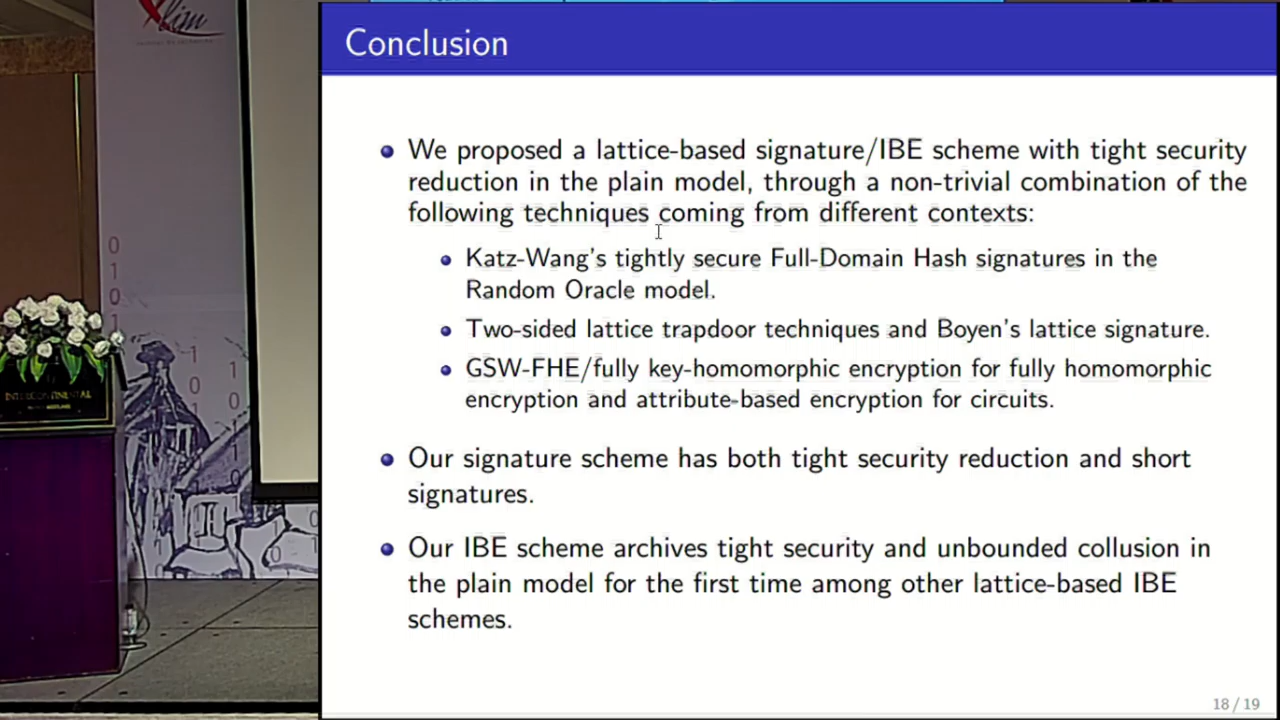 Conclusion
We proposed a lattice-based signature/IBE scheme with tight security
reduction in the plain model, through a non-trivial combination of the
following techniques coming from different contexts:
Katz-Wang's tightly secure Full-Domain Hash signatures in the
Random Oracle model.
Two-sided lattice trapdoor techniques and Boyen's lattice signature.
GSW-FHE/fully key-homomorphic encryption for fully homomorphic
encryption and attribute-based encryption for circuits.
Our signature scheme has both tight security reduction and short
signatures.
Our IBE scheme archives tight security and unbounded collusion in
the plain model for the first time among other lattice-based IBE
schemes.
18 / 19
INTERCONTINENTAL